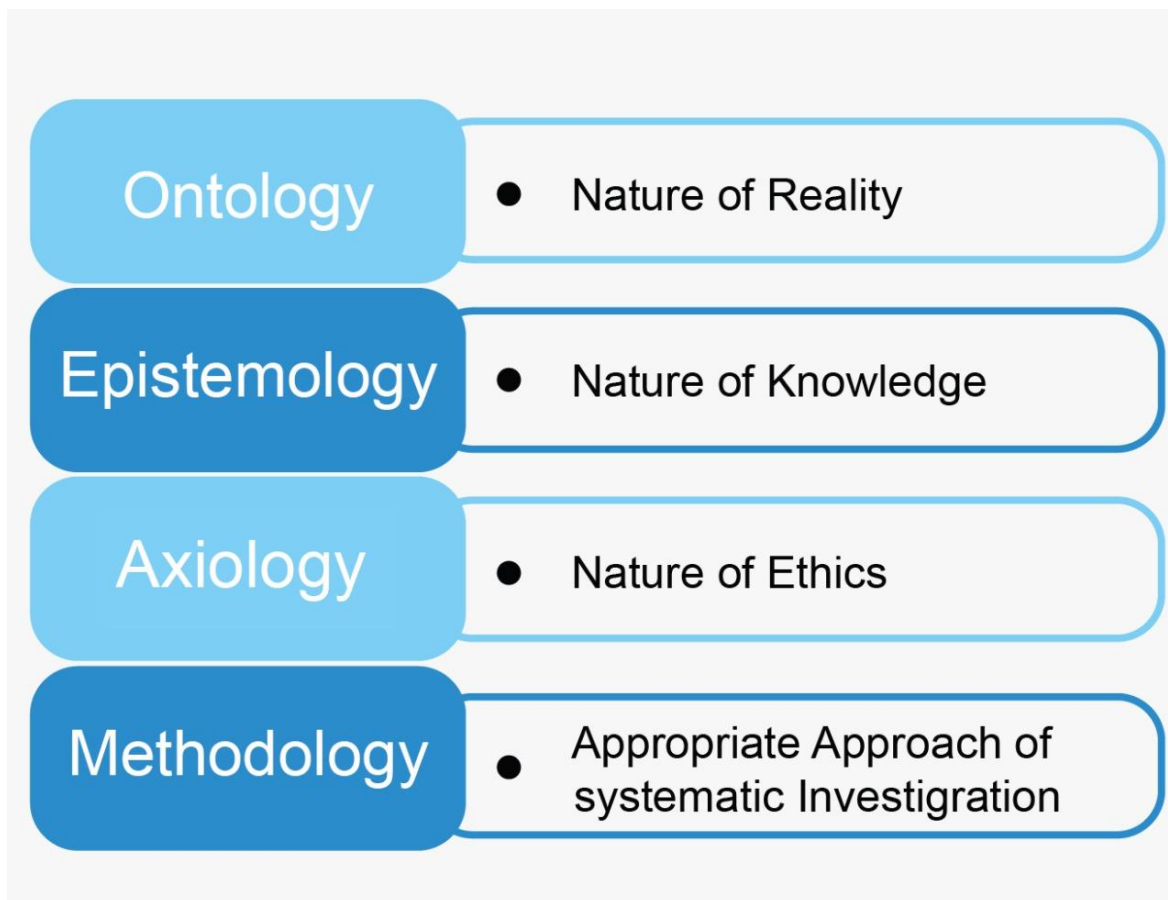 Ontology
• Nature of Reality
Epistemology
• Nature of Knowledge
Axiology
• Nature of Ethics
Methodology
• Appropriate Approach of
systematic Investigration